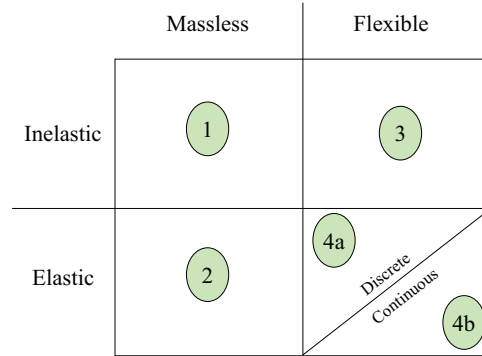 Massless Flexible
Inelastic 1 3
4a
Elastic 2 Discrete
Continuous
4b